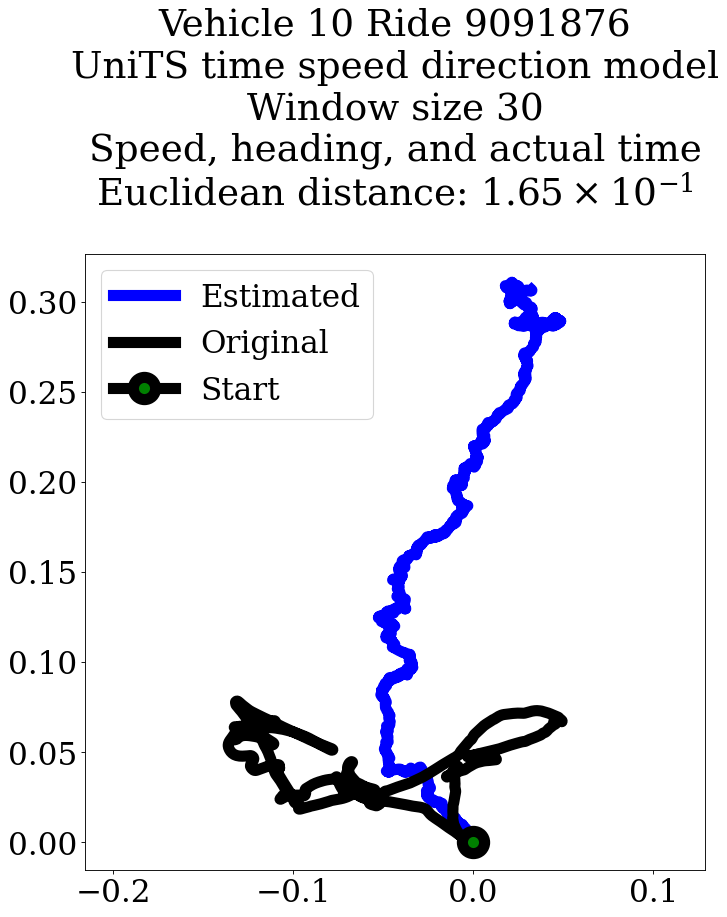 Vehicle 10 Ride 9091876
UniTS time speed direction model
Window size 30
Speed, heading, and actual time
Euclidean distance: 1.65 × 10⁻¹
Estimated
Original
Start
0.30
0.25
0.20
0.15
0.10
0.05
0.00
−0.2
−0.1
0.0
0.1